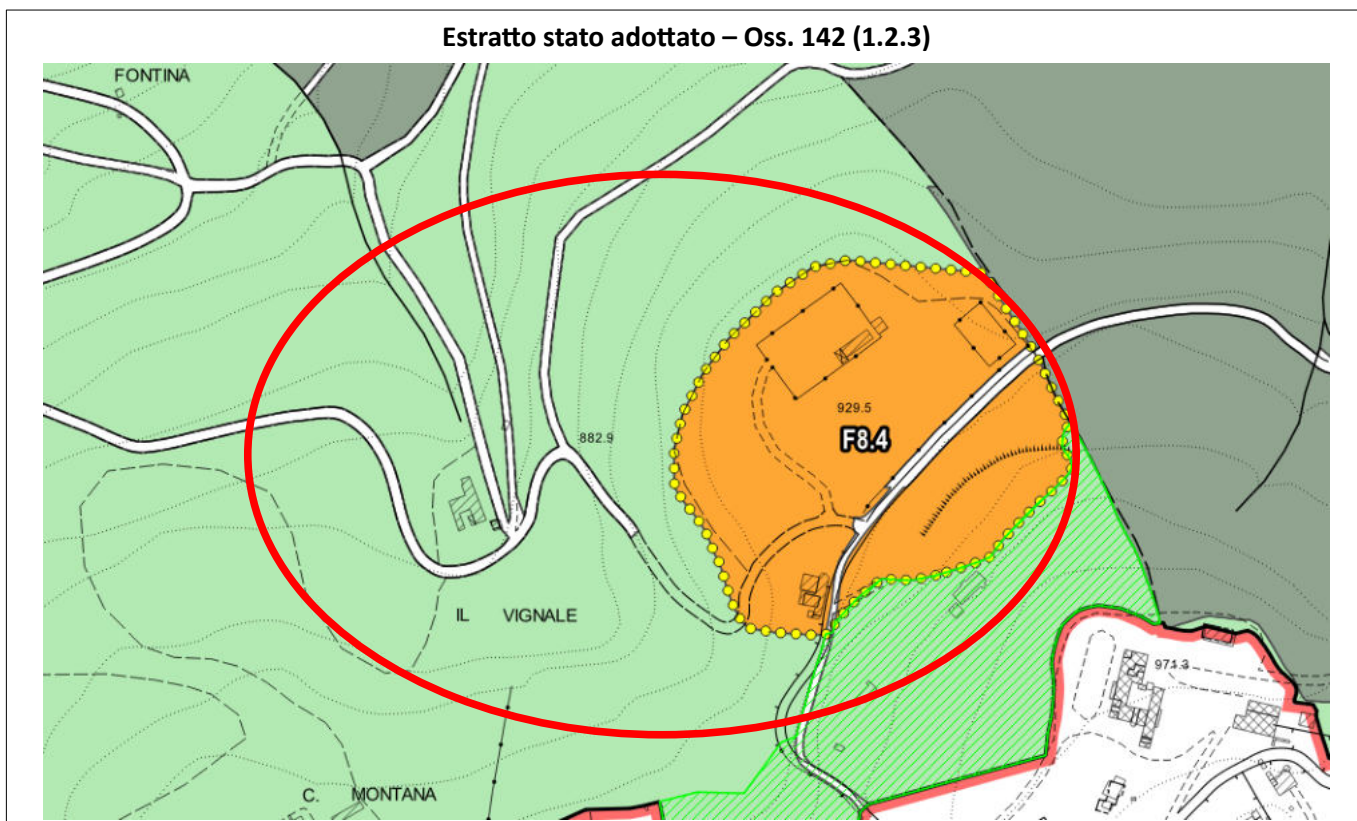 Estratto stato adottato – Oss. 142 (1.2.3)
FONTINA
929.5
882.9
F8.4
IL VIGNALE
971.3
C. MONTANA